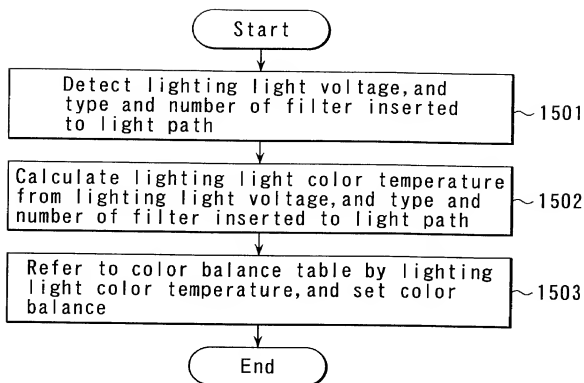 Start
Detect lighting light voltage, and
type and number of filter inserted
to light path
1501
Calculate lighting light color temperature
from lighting light voltage, and type and
number of filter inserted to light path
1502
Refer to color balance table by lighting
light color temperature, and set color
balance
1503
End